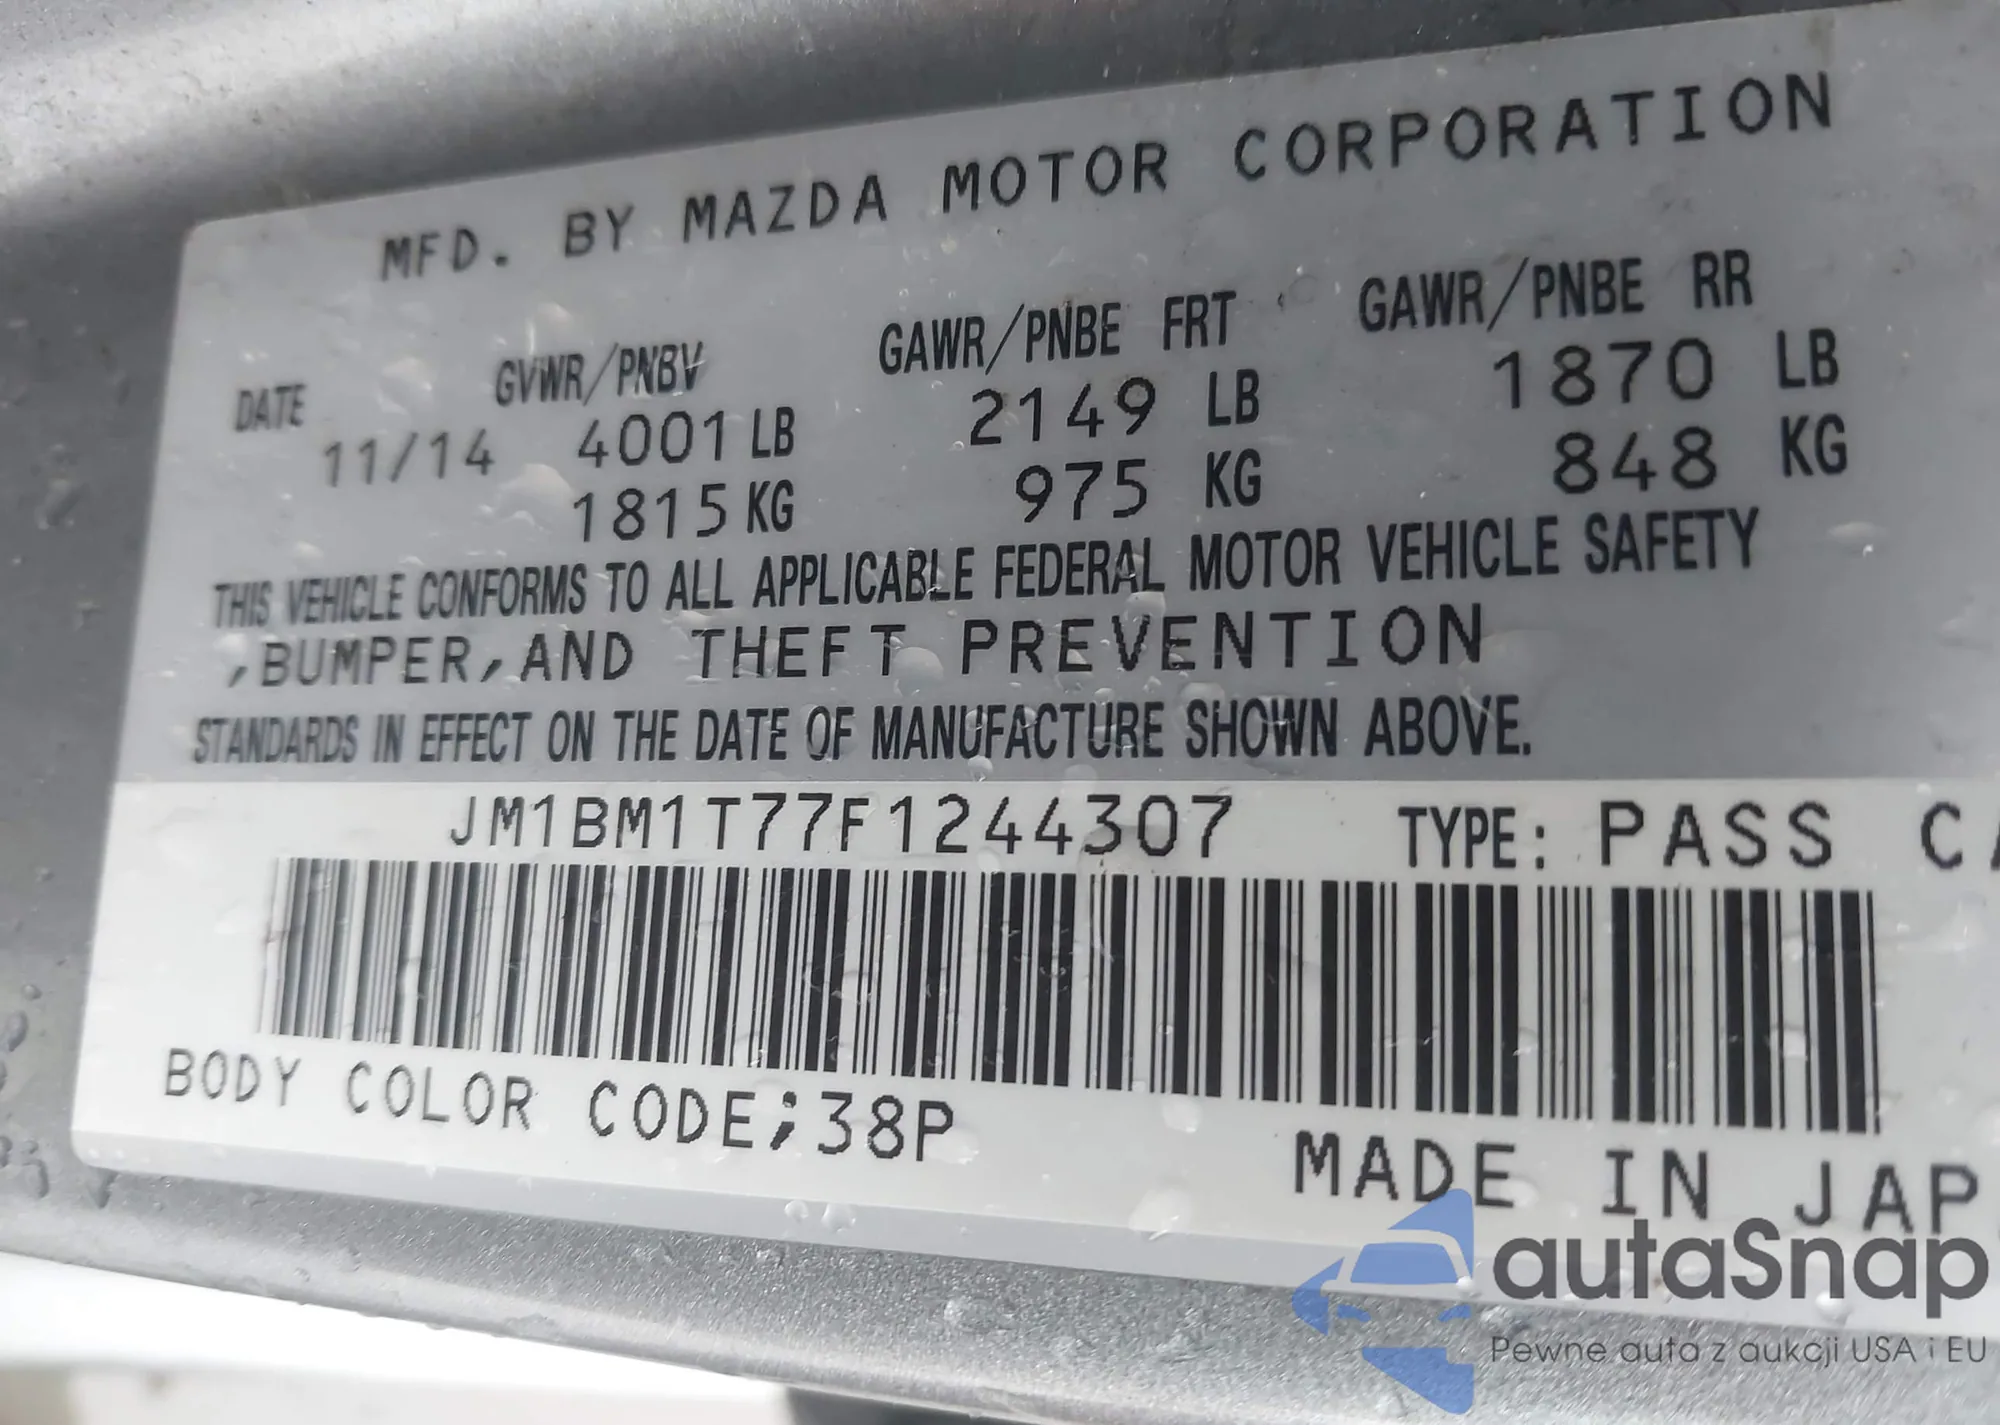 MFD. BY MAZDA MOTOR CORPORATION
DATE GVWR/PNBV GAWR/PNBE FRT GAWR/PNBE RR
11/14 4001 LB 2149 LB 1870 LB
1815 KG 975 KG 848 KG
THIS VEHICLE CONFORMS TO ALL APPLICABLE FEDERAL MOTOR VEHICLE SAFETY
,BUMPER,AND THEFT PREVENTION
STANDARDS IN EFFECT ON THE DATE OF MANUFACTURE SHOWN ABOVE.
JM1BM1T77F1244307 TYPE: PASS CA
BODY COLOR CODE;38P
MADE IN JAP
autaSnap
Pewne auta z aukcji USA i EU